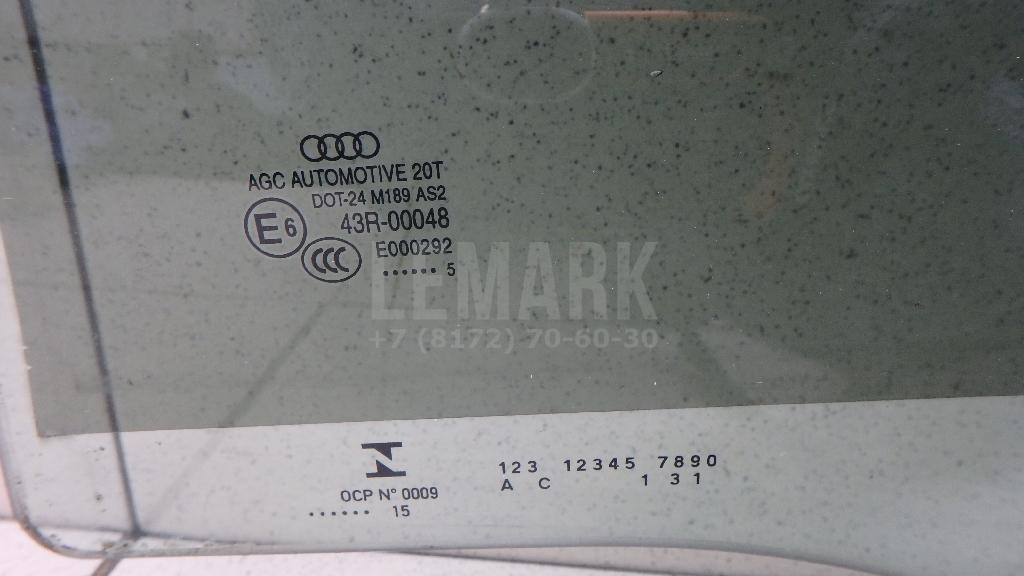 AGC AUTOMOTIVE 20T
DOT-24 M189 AS2
E6 43R-00048
CCC E000292
...... 5
LEMARK
+7 (8172) 70-60-30
OCP N° 0009
...... 15
123 12345 7890
A C 1 3 1